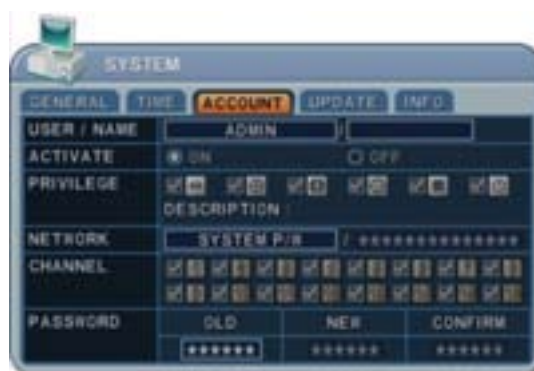 SYSTEM
GENERAL TIME ACCOUNT UPDATE INFO
USER / NAME ADMIN /
ACTIVATE ON OFF
PRIVILEGE
DESCRIPTION :
NETWORK SYSTEM P/W / **************
CHANNEL
PASSWORD OLD NEW CONFIRM
****** ****** ******